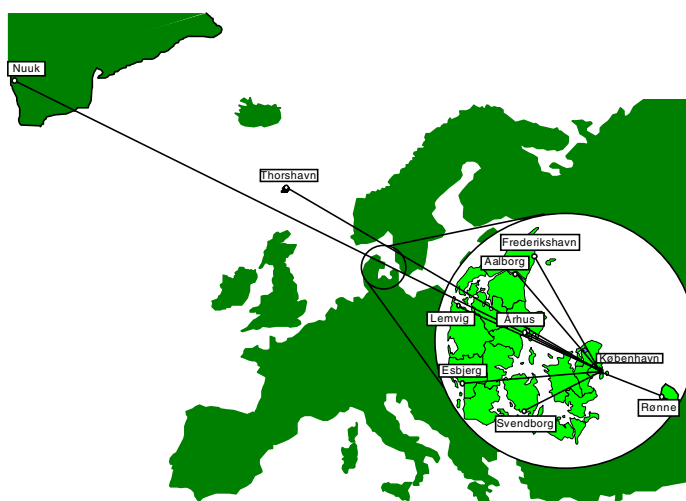 Nuuk
Thorshavn
Frederikshavn
Aalborg
Lemvig
Århus
København
Esbjerg
Rønne
Svendborg